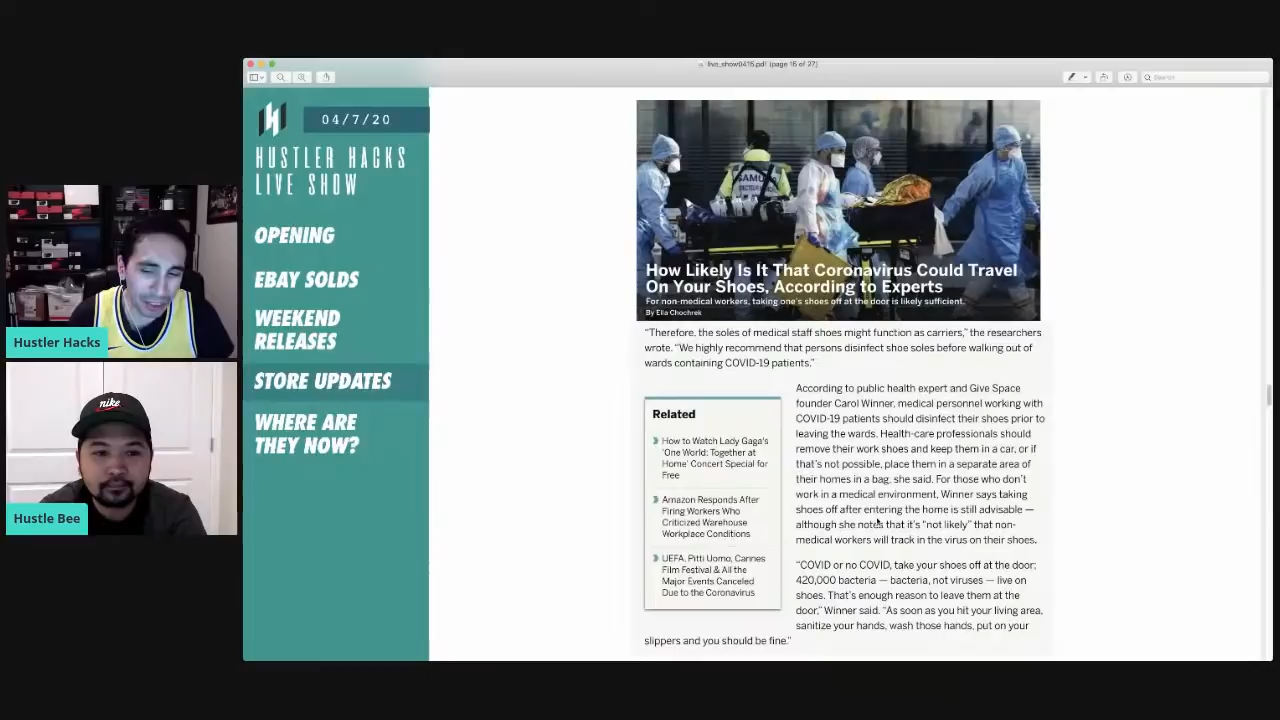 live_show0415.pdf (page 15 of 27)
Search
04/7/20
HUSTLER HACKS
LIVE SHOW
OPENING
EBAY SOLDS
WEEKEND
RELEASES
STORE UPDATES
WHERE ARE
THEY NOW?
Hustler Hacks
nike
Hustle Bee
SAMU
How Likely Is It That Coronavirus Could Travel
On Your Shoes, According to Experts
For non-medical workers, taking one's shoes off at the door is likely sufficient.
By Ella Chochrek
“Therefore, the soles of medical staff shoes might function as carriers,” the researchers
wrote. “We highly recommend that persons disinfect shoe soles before walking out of
wards containing COVID-19 patients.”
Related
How to Watch Lady Gaga's
'One World: Together at
Home' Concert Special for
Free
Amazon Responds After
Firing Workers Who
Criticized Warehouse
Workplace Conditions
UEFA, Pitti Uomo, Cannes
Film Festival & All the
Major Events Canceled
Due to the Coronavirus
According to public health expert and Give Space
founder Carol Winner, medical personnel working with
COVID-19 patients should disinfect their shoes prior to
leaving the wards. Health-care professionals should
remove their work shoes and keep them in a car, or if
that's not possible, place them in a separate area of
their homes in a bag, she said. For those who don't
work in a medical environment, Winner says taking
shoes off after entering the home is still advisable —
although she notes that it's “not likely” that non-
medical workers will track in the virus on their shoes.
“COVID or no COVID, take your shoes off at the door;
420,000 bacteria — bacteria, not viruses — live on
shoes. That's enough reason to leave them at the
door,” Winner said. “As soon as you hit your living area,
sanitize your hands, wash those hands, put on your
slippers and you should be fine.”